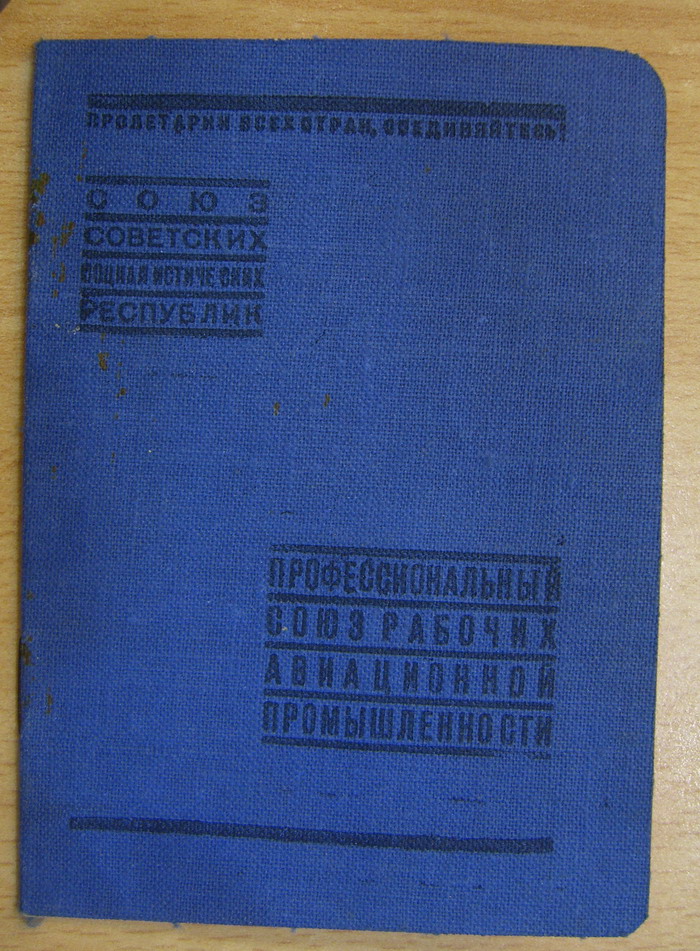 ПРОЛЕТАРИИ ВСЕХ СТРАН, СОЕДИНЯЙТЕСЬ!
СОЮЗ
СОВЕТСКИХ
СОЦИАЛИСТИЧЕСКИХ
РЕСПУБЛИК
ПРОФЕССИОНАЛЬНЫЙ
СОЮЗ РАБОЧИХ
АВИАЦИОННОЙ
ПРОМЫШЛЕННОСТИ